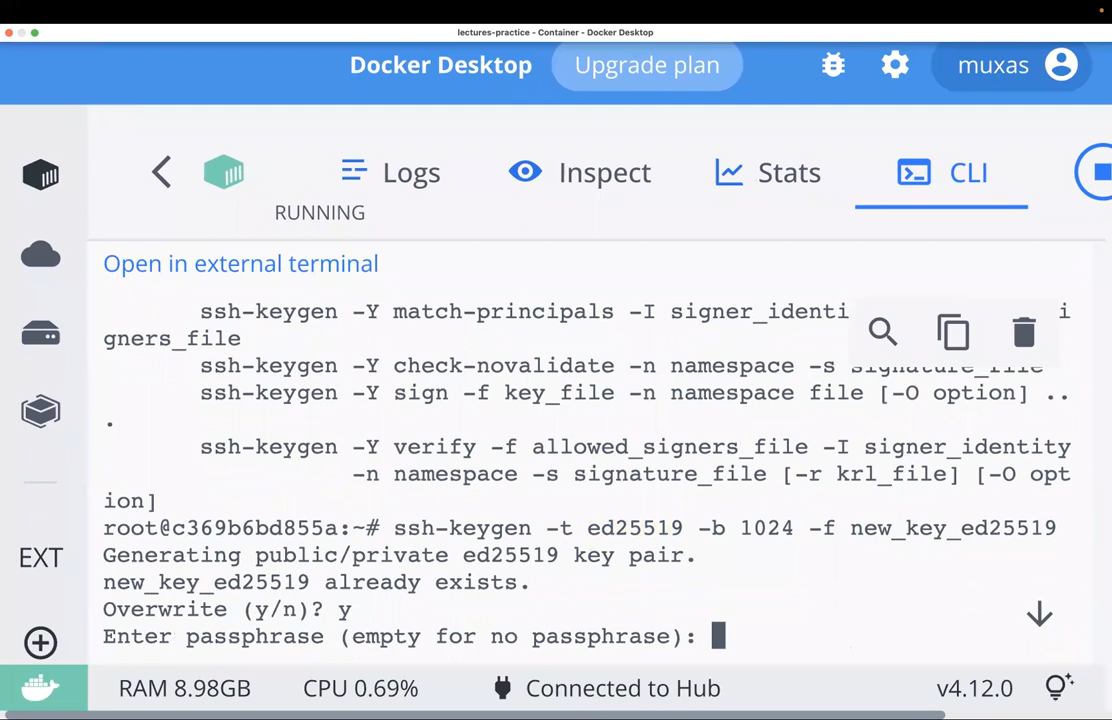 lectures-practice - Container - Docker Desktop
Docker Desktop Upgrade plan muxas
Logs Inspect Stats CLI
RUNNING
Open in external terminal
ssh-keygen -Y match-principals -I signer_identi i
gners_file
ssh-keygen -Y check-novalidate -n namespace -s signature_file
ssh-keygen -Y sign -f key_file -n namespace file [-O option] ..
.
ssh-keygen -Y verify -f allowed_signers_file -I signer_identity
-n namespace -s signature_file [-r krl_file] [-O opt
ion]
root@c369b6bd855a:~# ssh-keygen -t ed25519 -b 1024 -f new_key_ed25519
Generating public/private ed25519 key pair.
new_key_ed25519 already exists.
Overwrite (y/n)? y
Enter passphrase (empty for no passphrase):
EXT
RAM 8.98GB CPU 0.69% Connected to Hub v4.12.0